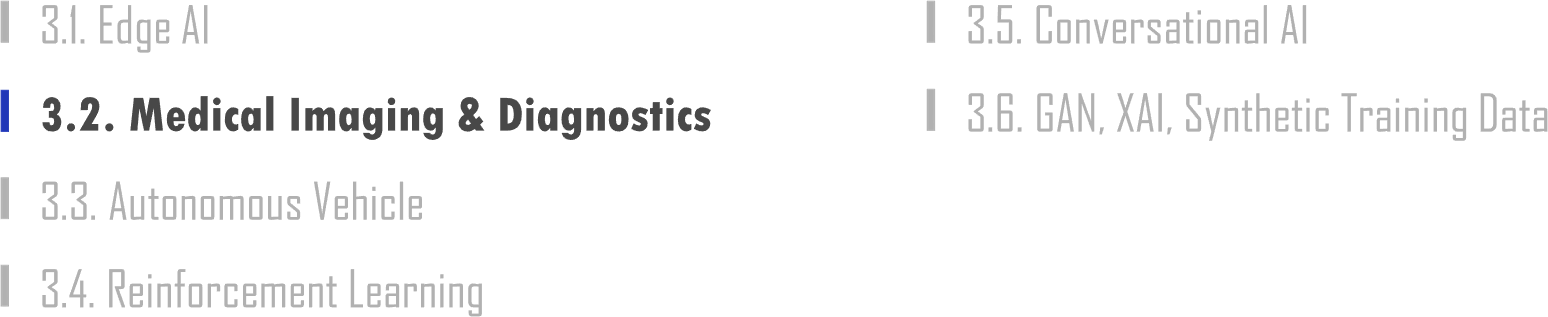 3.1. Edge AI
3.2. Medical Imaging & Diagnostics
3.3. Autonomous Vehicle
3.4. Reinforcement Learning
3.5. Conversational AI
3.6. GAN, XAI, Synthetic Training Data